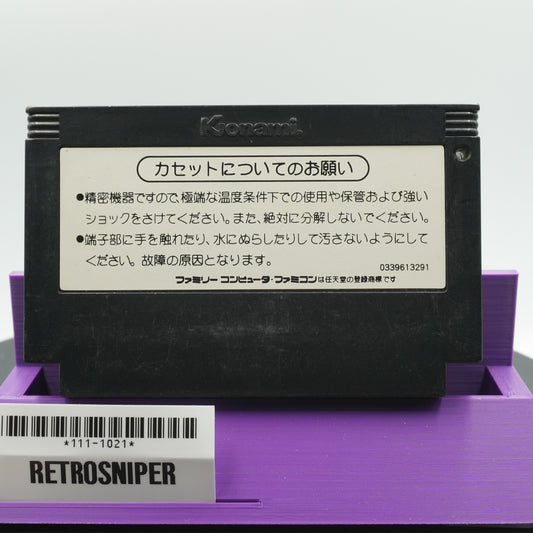 Konami
カセットについてのお願い
●精密機器ですので、極端な温度条件下での使用や保管および強い
ショックをさけてください。また、絶対に分解しないでください。
●端子部に手を触れたり、水にぬらしたりして汚さないようにして
ください。故障の原因となります。
0339613291
ファミリーコンピュータ・ファミコンは任天堂の登録商標です
*111-1021*
RETROSNIPER